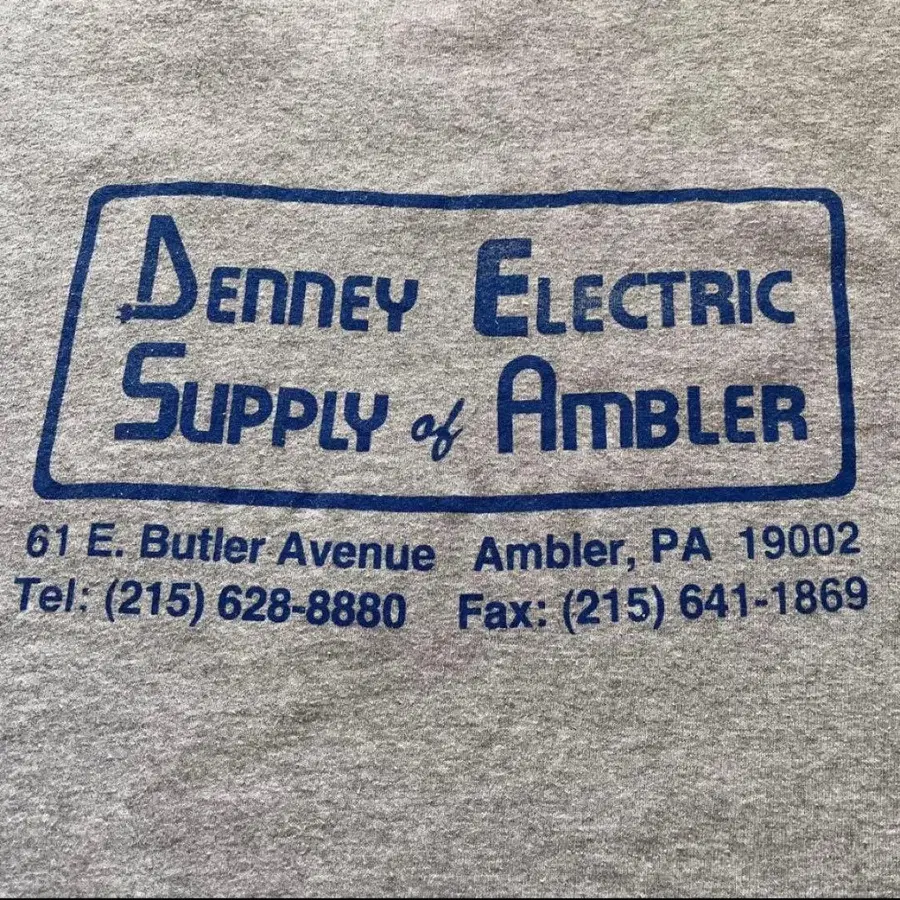 DENNEY ELECTRIC
SUPPLY of AMBLER
61 E. Butler Avenue Ambler, PA 19002
Tel: (215) 628-8880 Fax: (215) 641-1869